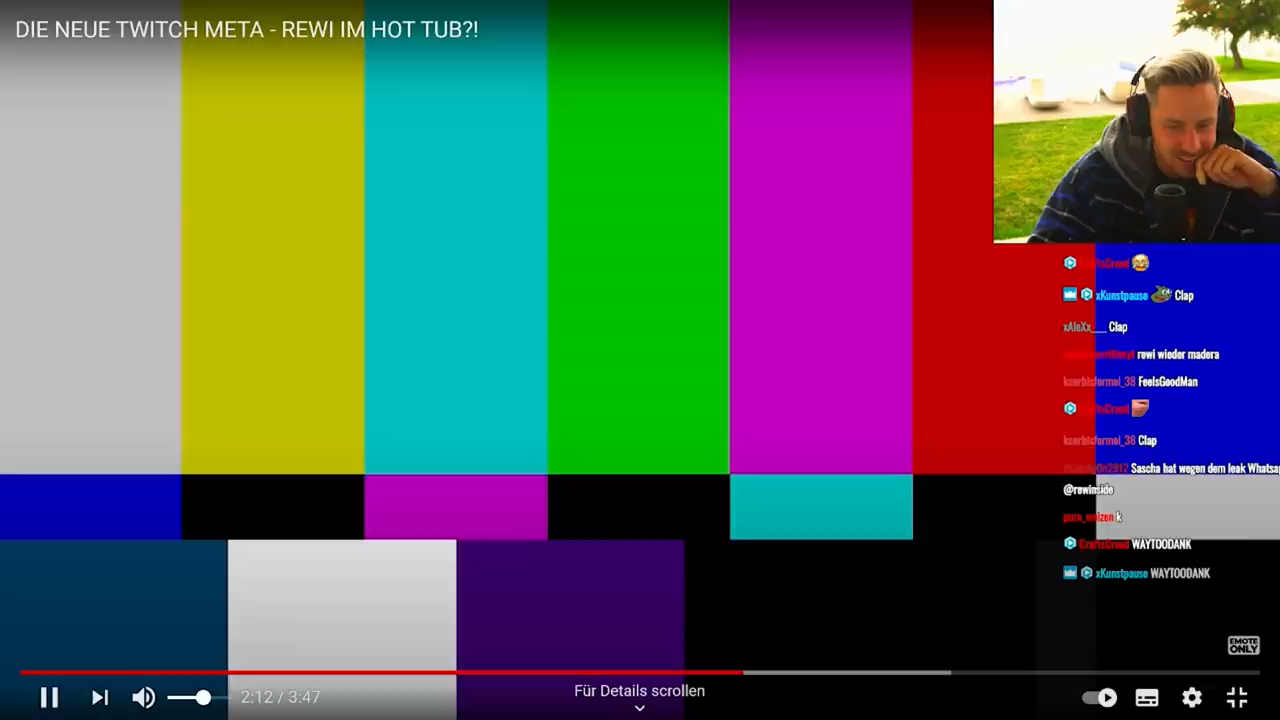 DIE NEUE TWITCH META - REWI IM HOT TUB?!
xKunstpause Clap
xAleXx___ Clap
rewi wieder madera
kuerbisformel_38 FeelsGoodMan
kuerbisformel_38 Clap
Sascha hat wegen dem leak Whatsap
@rewinside
pure_weizen k
CraftsCreed WAYTOODANK
xKunstpause WAYTOODANK
EMOTE
ONLY
2:12 / 3:47
Für Details scrollen